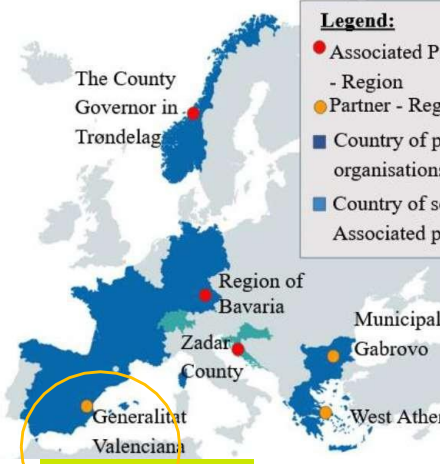 Legend:
Associated P
- Region
Partner - Reg
Country of p
organisations
Country of s
Associated p
The County
Governor in
Trøndelag
Region of
Bavaria
Zadar
County
Municipal
Gabrovo
Generalitat
Valenciana
West Ather